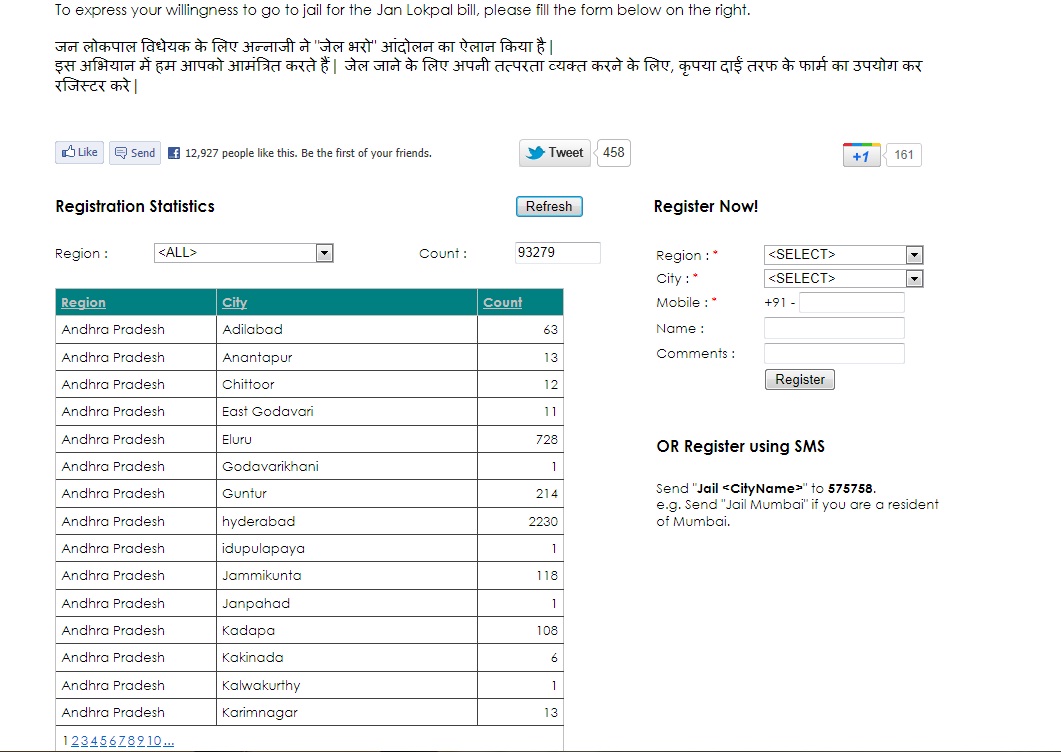 To express your willingness to go to jail for the Jan Lokpal bill, please fill the form below on the right.
जन लोकपाल विधेयक के लिए अन्नाजी ने "जेल भरो" आंदोलन का ऐलान किया है |
इस अभियान में हम आपको आमंत्रित करते हैं | जेल जाने के लिए अपनी तत्परता व्यक्त करने के लिए, कृपया दाई तरफ के फार्म का उपयोग कर
रजिस्टर करे |
Like Send 12,927 people like this. Be the first of your friends. Tweet 458 +1 161
Registration Statistics Refresh Register Now!
Region : <ALL> Count : 93279
Region : * <SELECT>
City : * <SELECT>
Mobile : * +91 -
Name :
Comments :
Register
OR Register using SMS
Send "Jail <CityName>" to 575758.
e.g. Send "Jail Mumbai" if you are a resident
of Mumbai.
Region City Count
Andhra Pradesh Adilabad 63
Andhra Pradesh Anantapur 13
Andhra Pradesh Chittoor 12
Andhra Pradesh East Godavari 11
Andhra Pradesh Eluru 728
Andhra Pradesh Godavarikhani 1
Andhra Pradesh Guntur 214
Andhra Pradesh hyderabad 2230
Andhra Pradesh idupulapaya 1
Andhra Pradesh Jammikunta 118
Andhra Pradesh Janpahad 1
Andhra Pradesh Kadapa 108
Andhra Pradesh Kakinada 6
Andhra Pradesh Kalwakurthy 1
Andhra Pradesh Karimnagar 13
1 2 3 4 5 6 7 8 9 10 ...